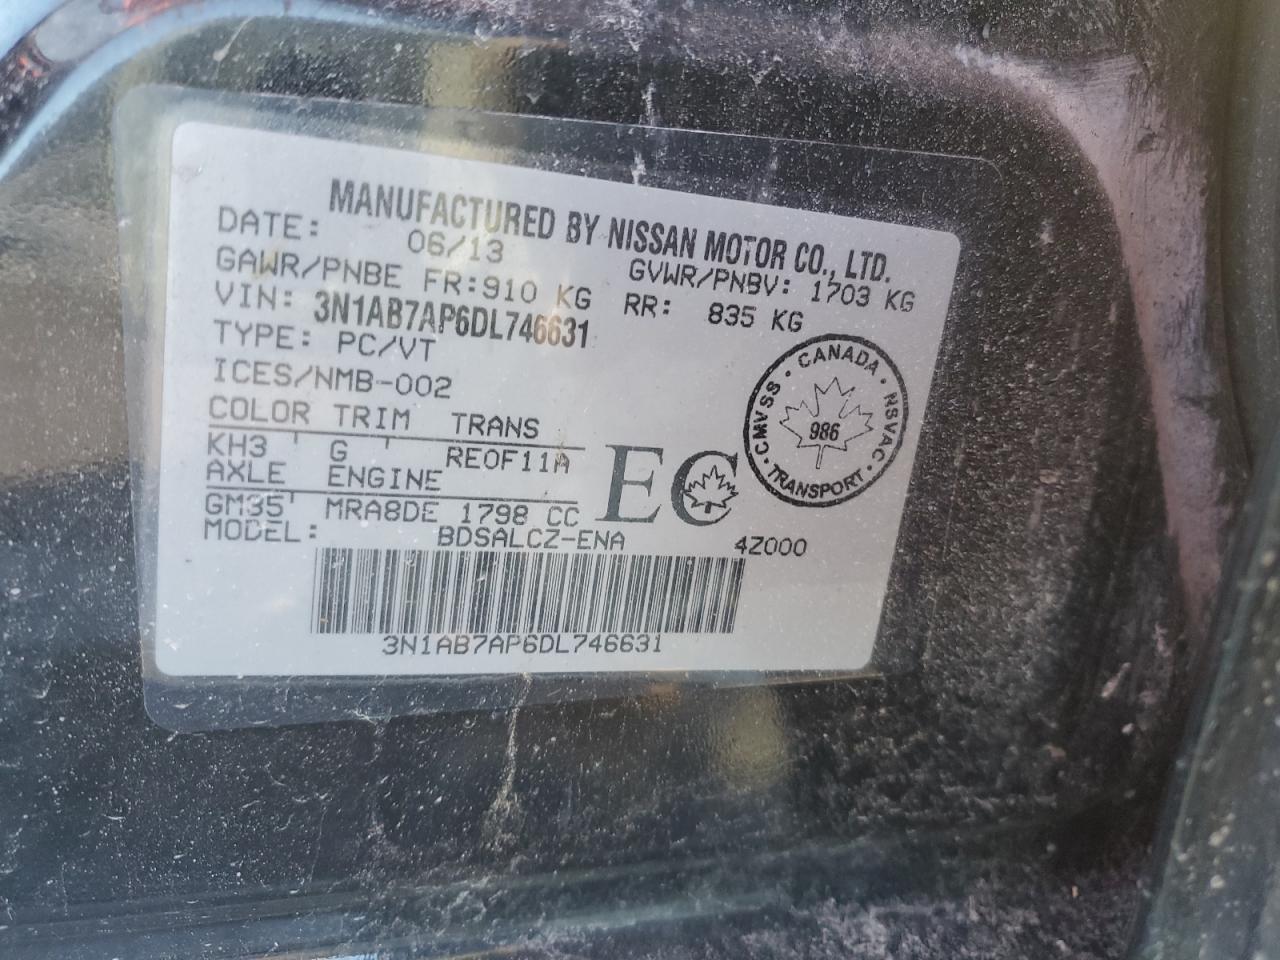 MANUFACTURED BY NISSAN MOTOR CO., LTD.
DATE: 06/13 GVWR/PNBV: 1703 KG
GAWR/PNBE FR:910 KG RR: 835 KG
VIN: 3N1AB7AP6DL746631
TYPE: PC/VT
ICES/NMB-002
COLOR TRIM TRANS
KH3 G RE0F11A
AXLE ENGINE
GM35 MRA8DE 1798 CC
MODEL: BDSALCZ-ENA 4Z000
EC
CANADA · NSVAC · TRANSPORT · CMVSS ·
986
3N1AB7AP6DL746631